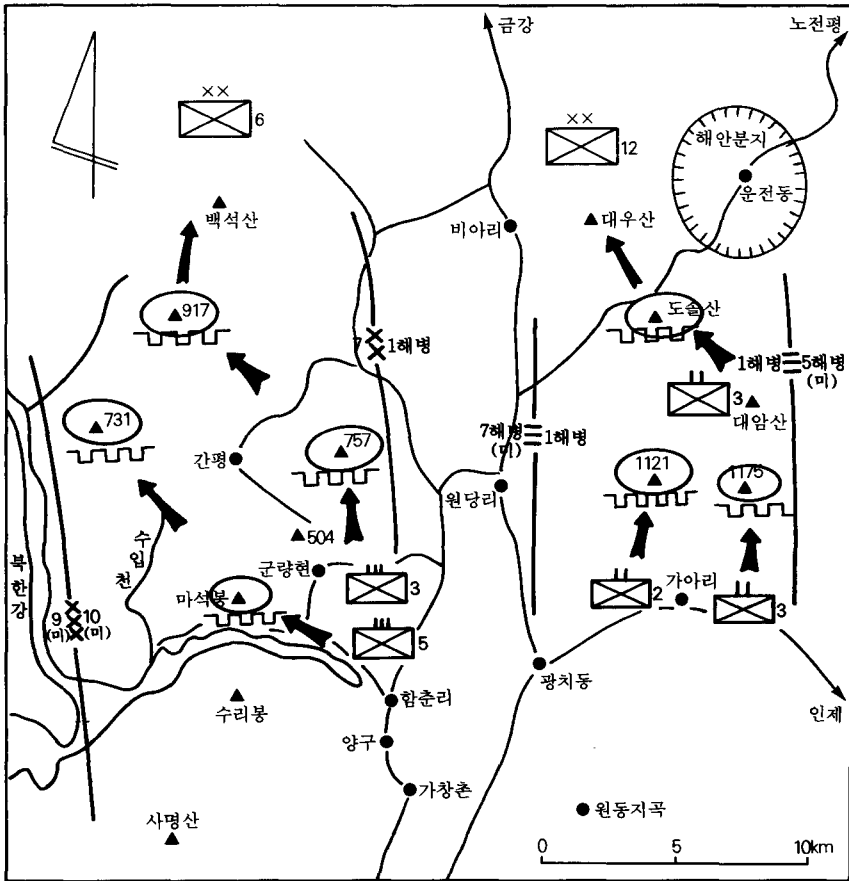 금강
노전평
××
6
××
12
해안분지
운전동
백석산
비아리
대우산
917
도솔산
7 1해병
1해병 5해병
(미)
3
대암산
731
757
간평
7해병 1해병
(미)
1121
1175
원당리
504
수입천
북한강
군량현
3
마석봉
2
가아리
3
9 10
(미) (미)
5
광치동
함춘리
수리봉
인제
양구
가창촌
원동지곡
사명산
0 5 10km